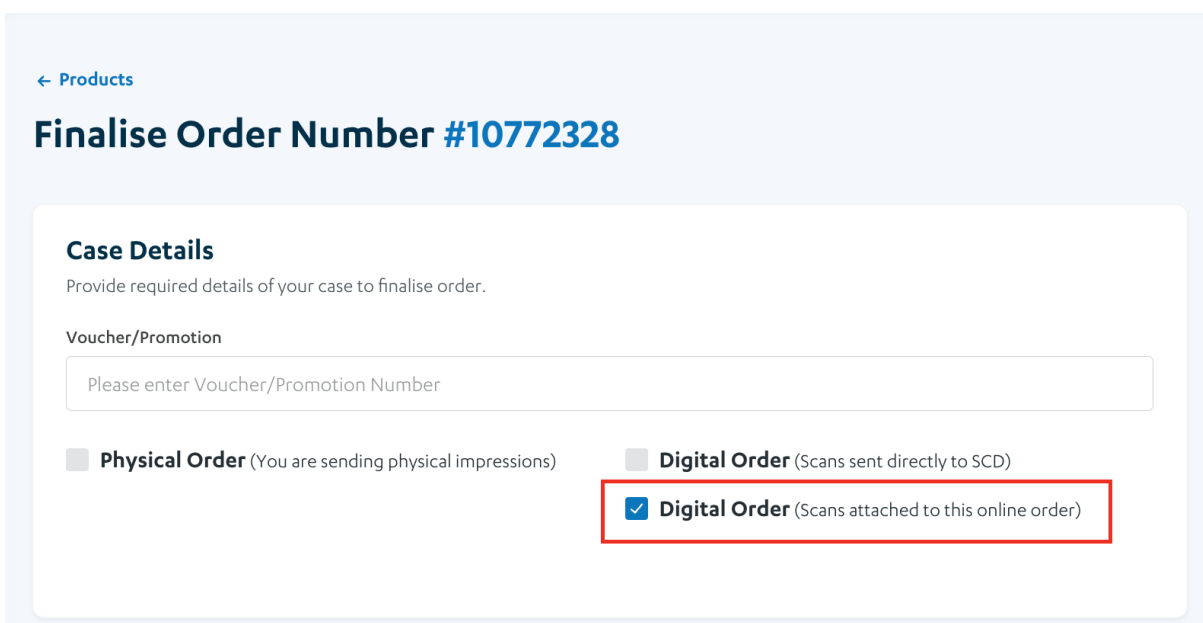 ← Products
Finalise Order Number #10772328
Case Details
Provide required details of your case to finalise order.
Voucher/Promotion
Please enter Voucher/Promotion Number
Physical Order (You are sending physical impressions)
Digital Order (Scans sent directly to SCD)
Digital Order (Scans attached to this online order)